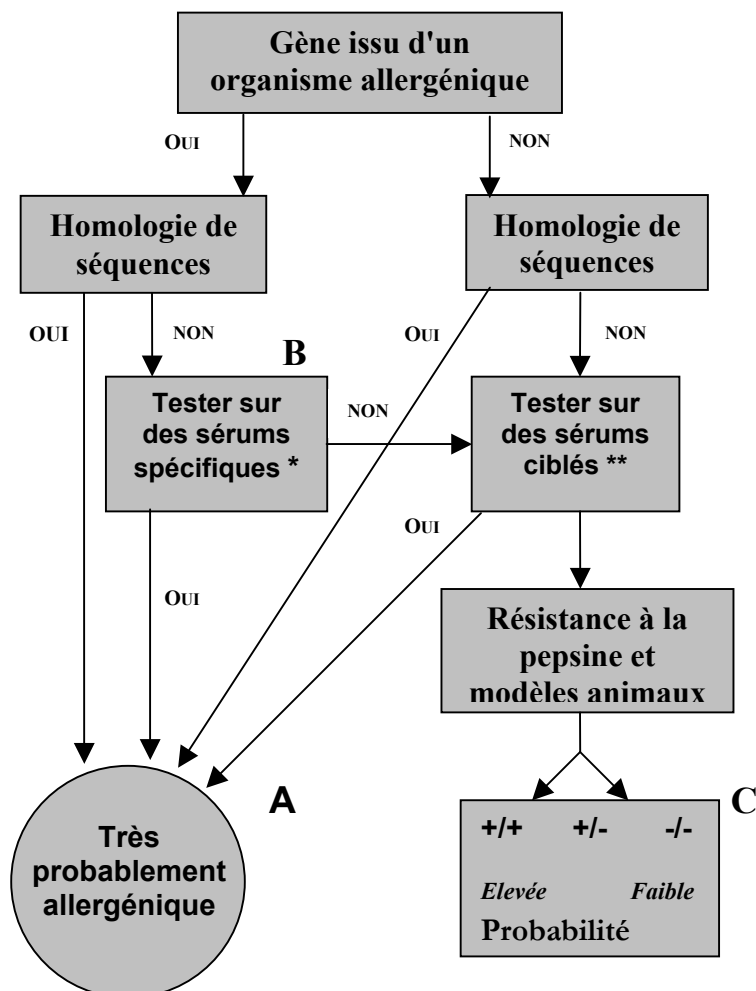 Gène issu d'un
organisme allergénique
OUI
NON
Homologie de
séquences
Homologie de
séquences
OUI
NON
B
OUI
NON
Tester sur
des sérums
spécifiques *
NON
Tester sur
des sérums
ciblés **
OUI
OUI
Résistance à la
pepsine et
modèles animaux
A
Très
probablement
allergénique
C
+/+ +/- -/-
Elevée Faible
Probabilité